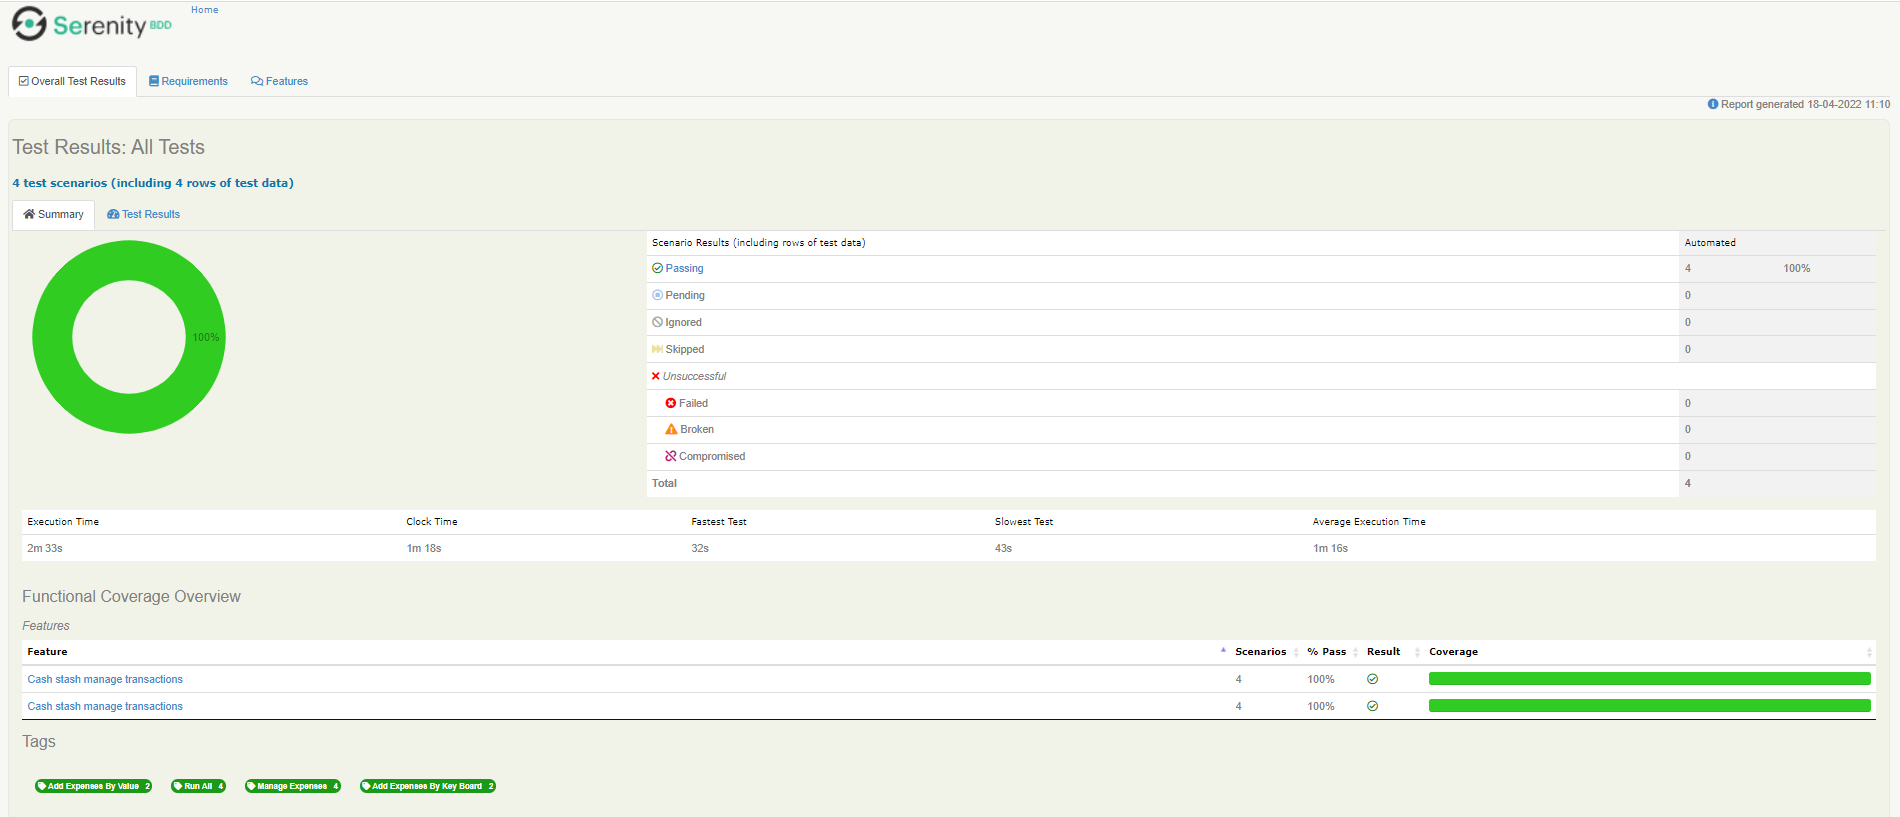 Serenity BDD
Home
Overall Test Results
Requirements
Features
Report generated 18-04-2022 11:10
Test Results: All Tests
4 test scenarios (including 4 rows of test data)
Summary
Test Results
100%
Scenario Results (including rows of test data) Automated
Passing 4 100%
Pending 0
Ignored 0
Skipped 0
Unsuccessful
Failed 0
Broken 0
Compromised 0
Total 4
Execution Time Clock Time Fastest Test Slowest Test Average Execution Time
2m 33s 1m 18s 32s 43s 1m 16s
Functional Coverage Overview
Features
Feature Scenarios % Pass Result Coverage
Cash stash manage transactions 4 100%
Cash stash manage transactions 4 100%
Tags
Add Expenses By Value 2
Run All 4
Manage Expenses 4
Add Expenses By Key Board 2